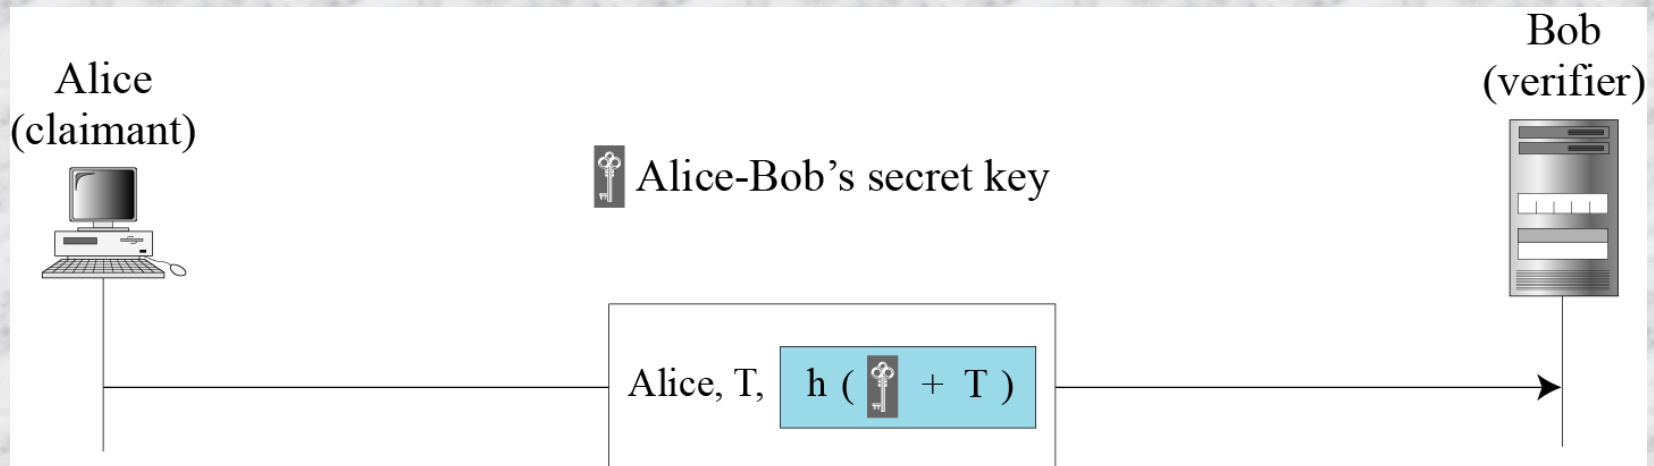 Bob
(verifier)
Alice
(claimant)
Alice-Bob’s secret key
Alice, T, h ( + T )